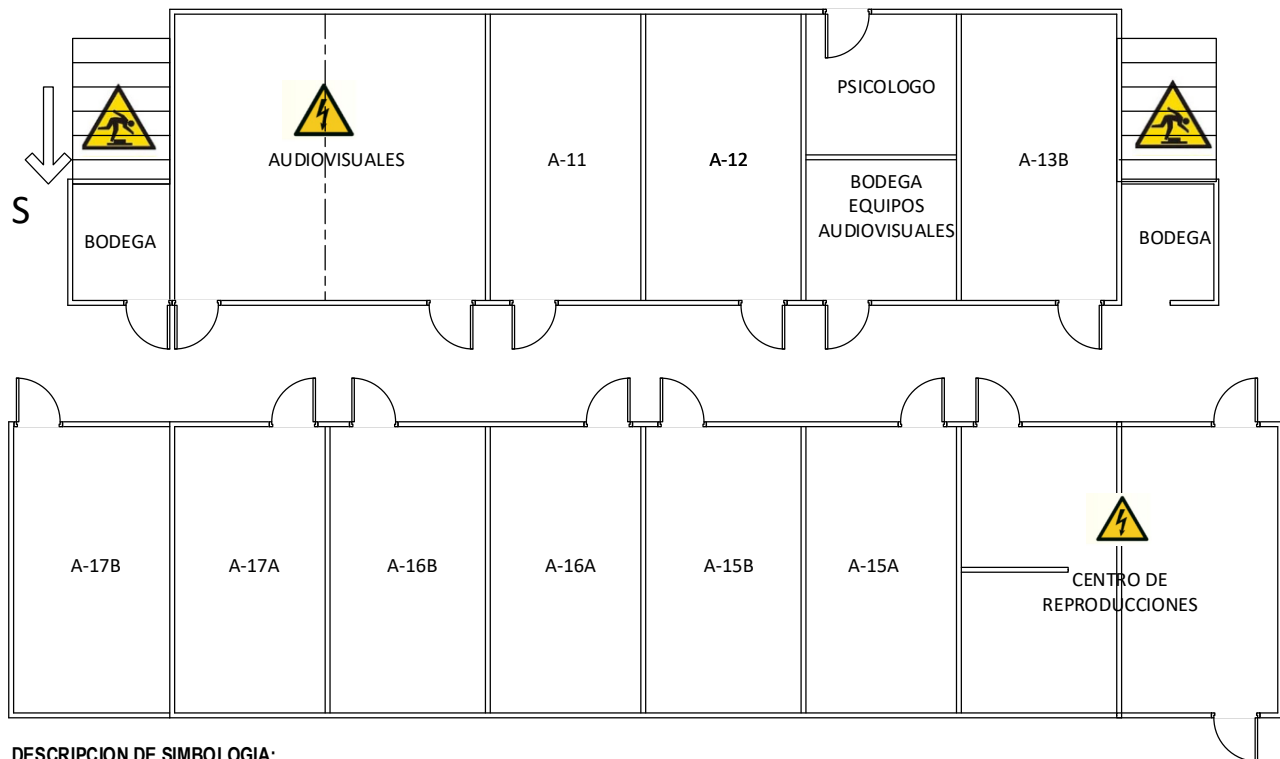 PSICOLOGO
AUDIOVISUALES
A-11
A-12
A-13B
BODEGA
EQUIPOS
AUDIOVISUALES
S
BODEGA
BODEGA
A-17B
A-17A
A-16B
A-16A
A-15B
A-15A
CENTRO DE
REPRODUCCIONES
DESCRIPCION DE SIMBOLOGIA: